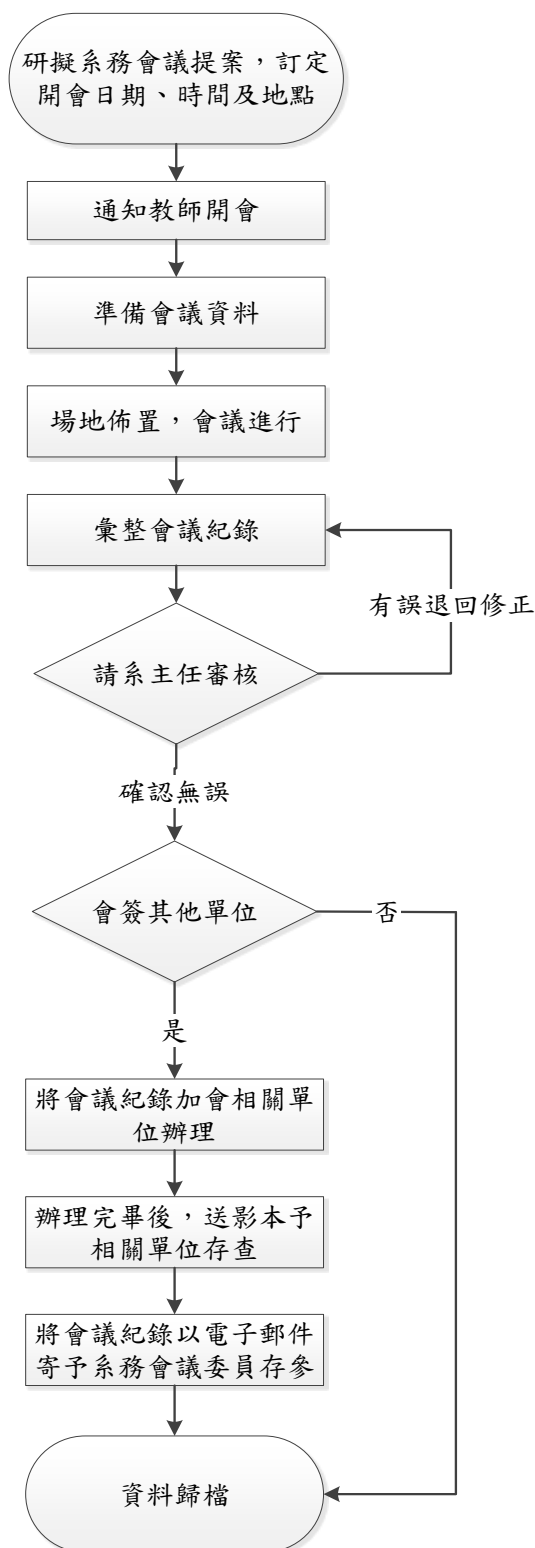 研擬系務會議提案，訂定
開會日期、時間及地點
通知教師開會
準備會議資料
場地佈置，會議進行
彙整會議紀錄
有誤退回修正
請系主任審核
確認無誤
會簽其他單位
否
是
將會議紀錄加會相關單
位辦理
辦理完畢後，送影本予
相關單位存查
將會議紀錄以電子郵件
寄予系務會議委員存參
資料歸檔